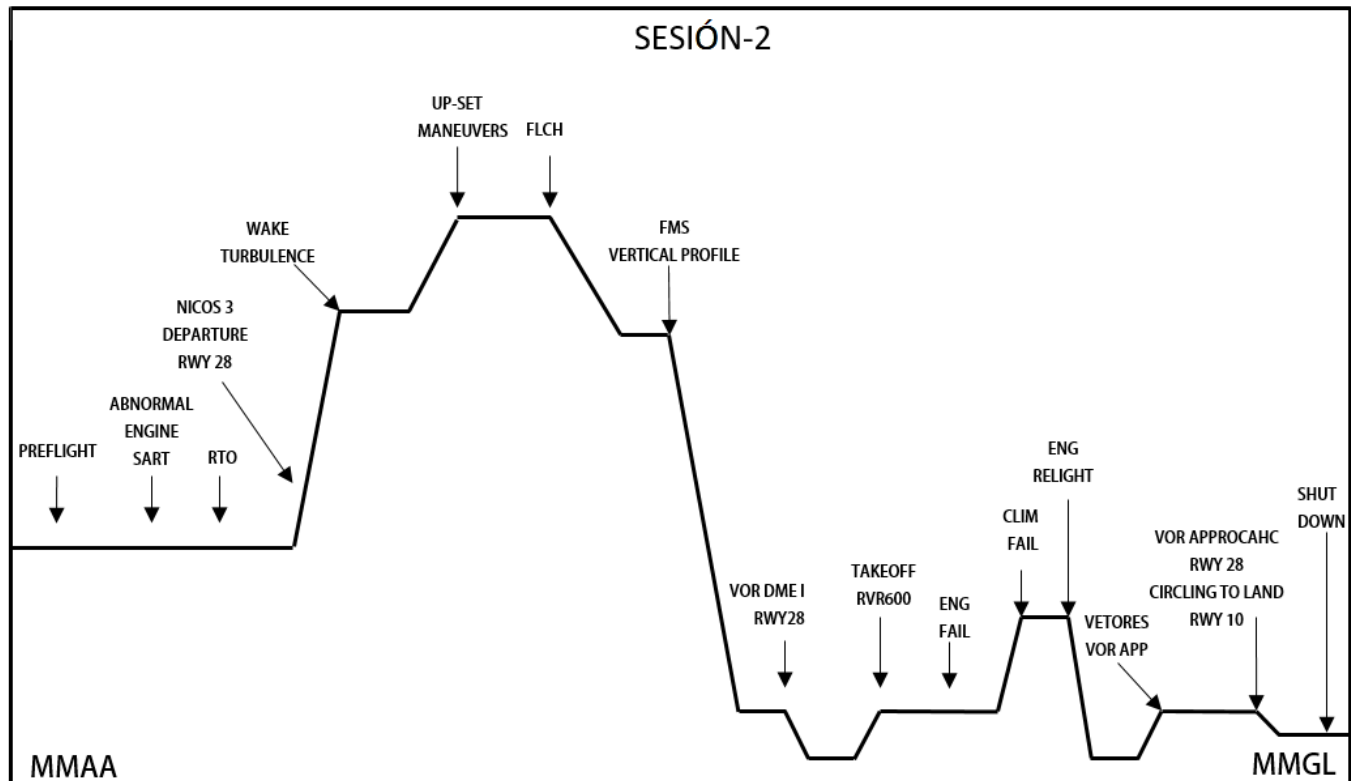 SESIÓN-2
UP-SET
MANEUVERS
FLCH
WAKE
TURBULENCE
FMS
VERTICAL PROFILE
NICOS 3
DEPARTURE
RWY 28
PREFLIGHT
ABNORMAL
ENGINE
SART
RTO
VOR DME I
RWY28
TAKEOFF
RVR600
ENG
FAIL
CLIM
FAIL
ENG
RELIGHT
VETORES
VOR APP
VOR APPROCAHC
RWY 28
CIRCLING TO LAND
RWY 10
SHUT
DOWN
MMAA
MMGL